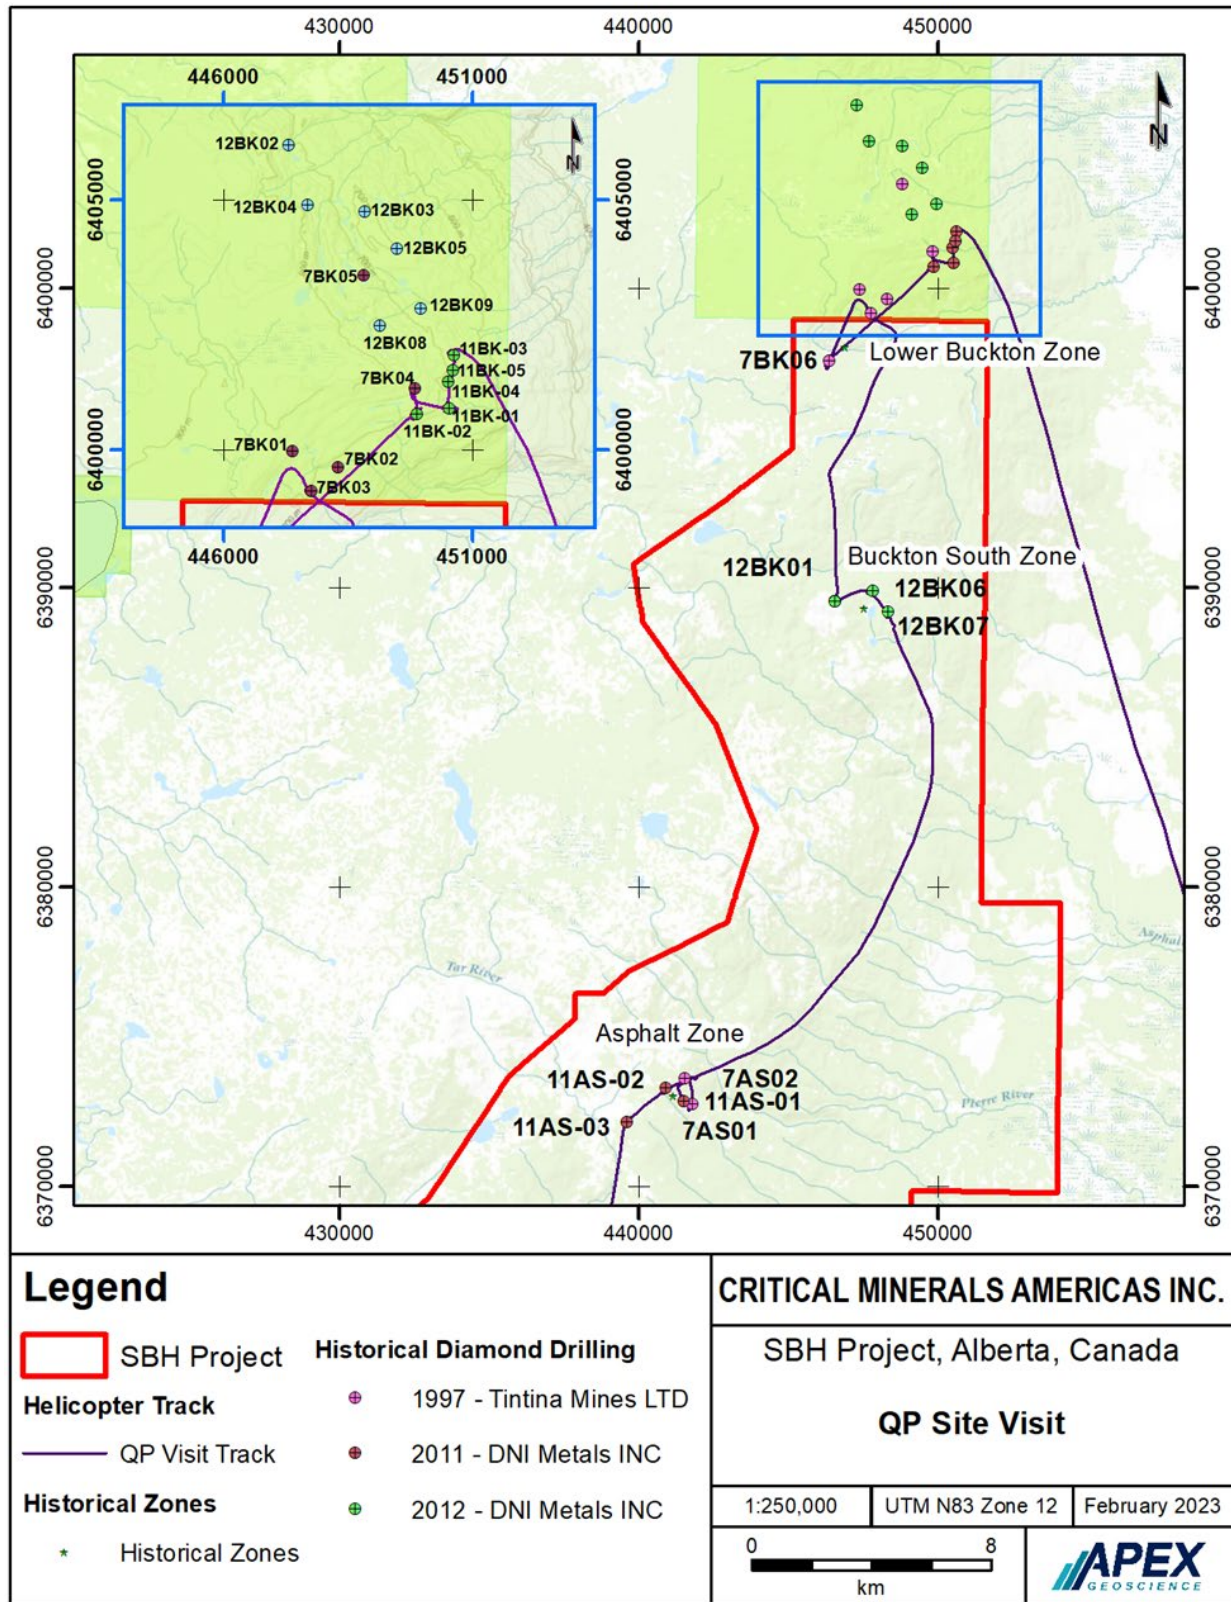 430000 440000 450000
446000 451000
N
N
12BK02
6405000
6405000
12BK04
12BK03
12BK05
7BK05
12BK09
12BK08
11BK-03
11BK-05
7BK04
11BK-04
11BK-01
11BK-02
6400000
6400000
7BK01
7BK02
7BK03
446000 451000
6400000
6400000
7BK06
Lower Buckton Zone
Buckton South Zone
12BK01
12BK06
12BK07
6390000
6390000
6380000
6380000
Asphalt
Tar River
Asphalt Zone
11AS-02
7AS02
11AS-01
Pierre River
11AS-03
7AS01
6370000
6370000
430000 440000 450000
Legend
SBH Project
Helicopter Track
QP Visit Track
Historical Zones
Historical Zones
Historical Diamond Drilling
1997 - Tintina Mines LTD
2011 - DNI Metals INC
2012 - DNI Metals INC
CRITICAL MINERALS AMERICAS INC.
SBH Project, Alberta, Canada
QP Site Visit
1:250,000 UTM N83 Zone 12 February 2023
0 8
km
APEX
GEOSCIENCE